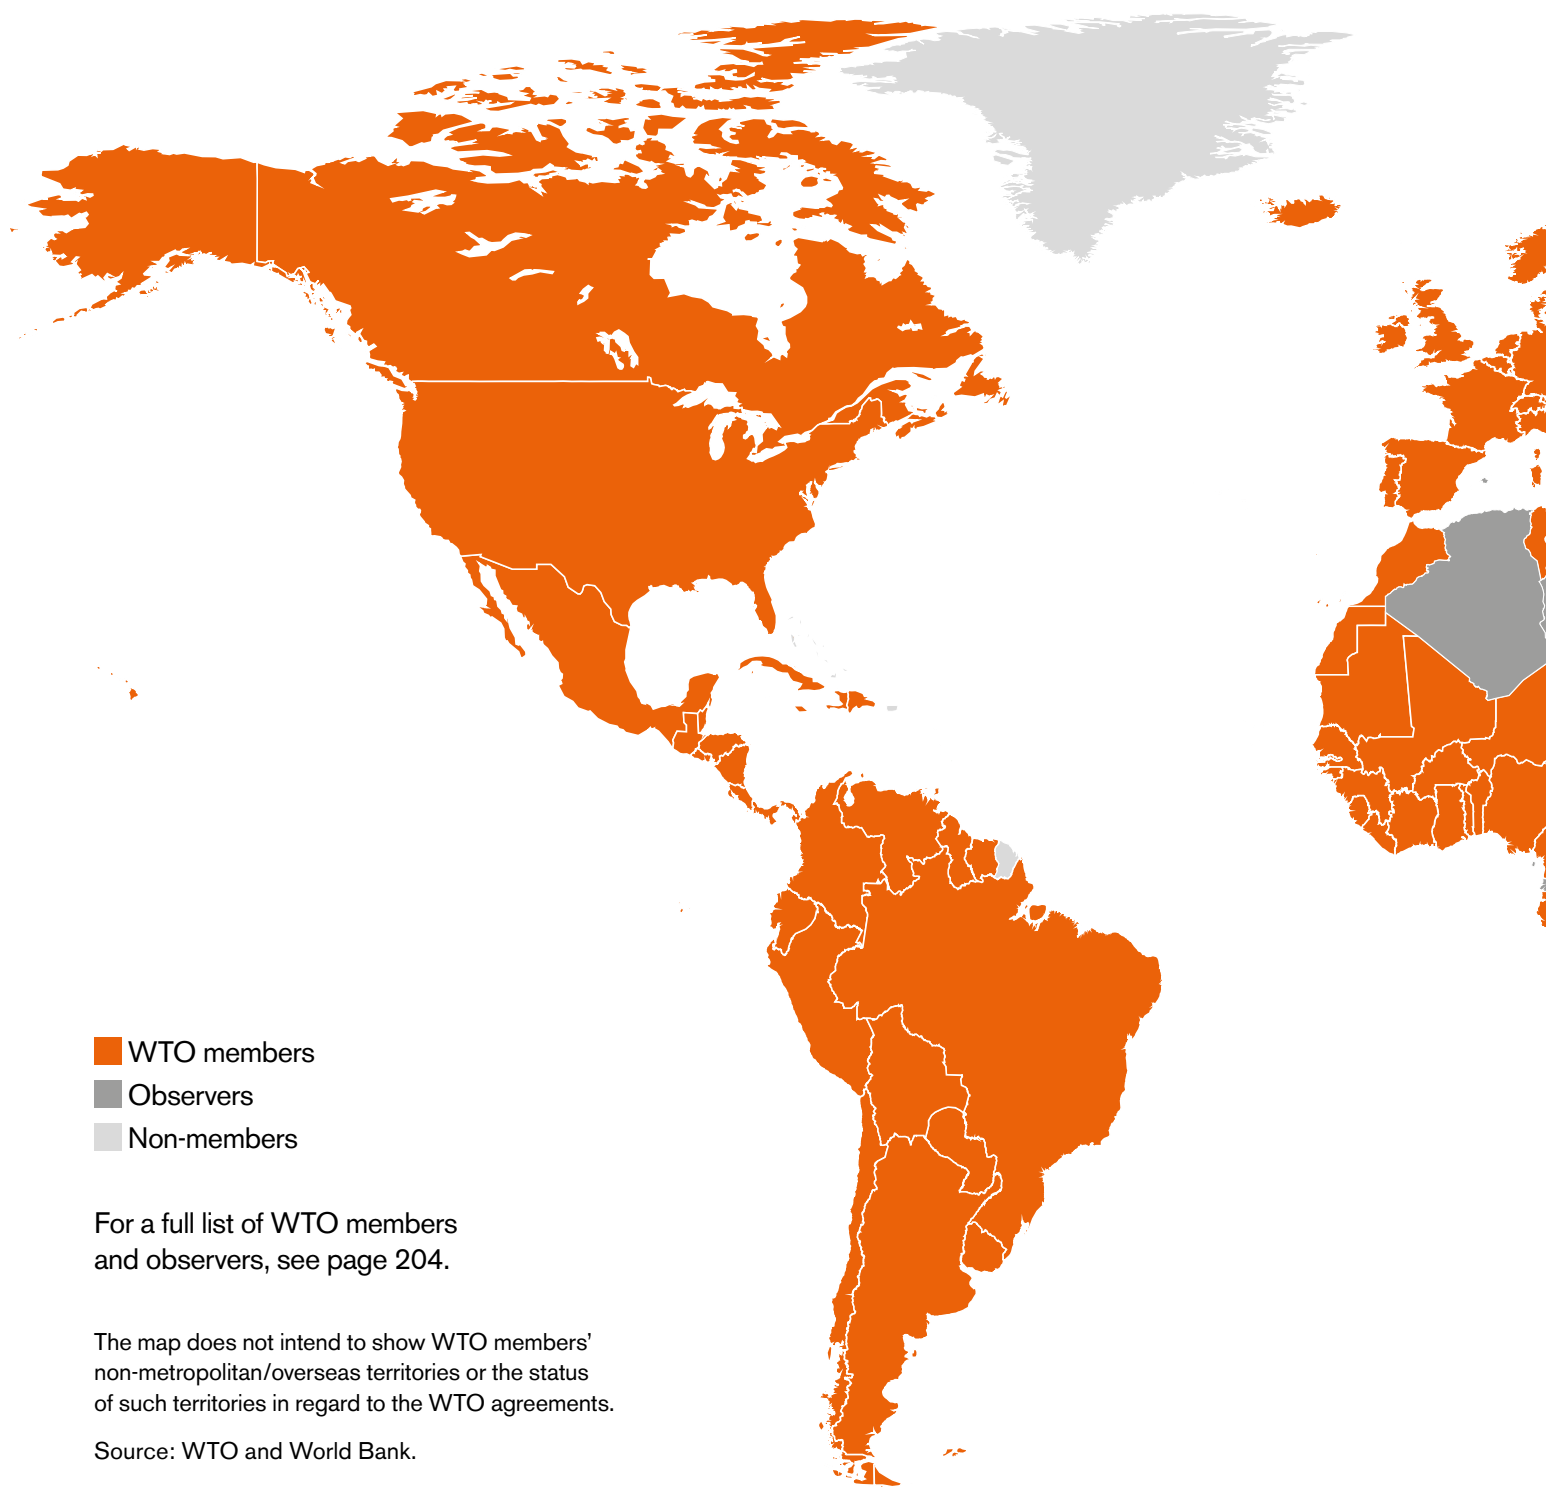 WTO members
Observers
Non-members
For a full list of WTO members
and observers, see page 204.
The map does not intend to show WTO members’
non-metropolitan/overseas territories or the status
of such territories in regard to the WTO agreements.
Source: WTO and World Bank.